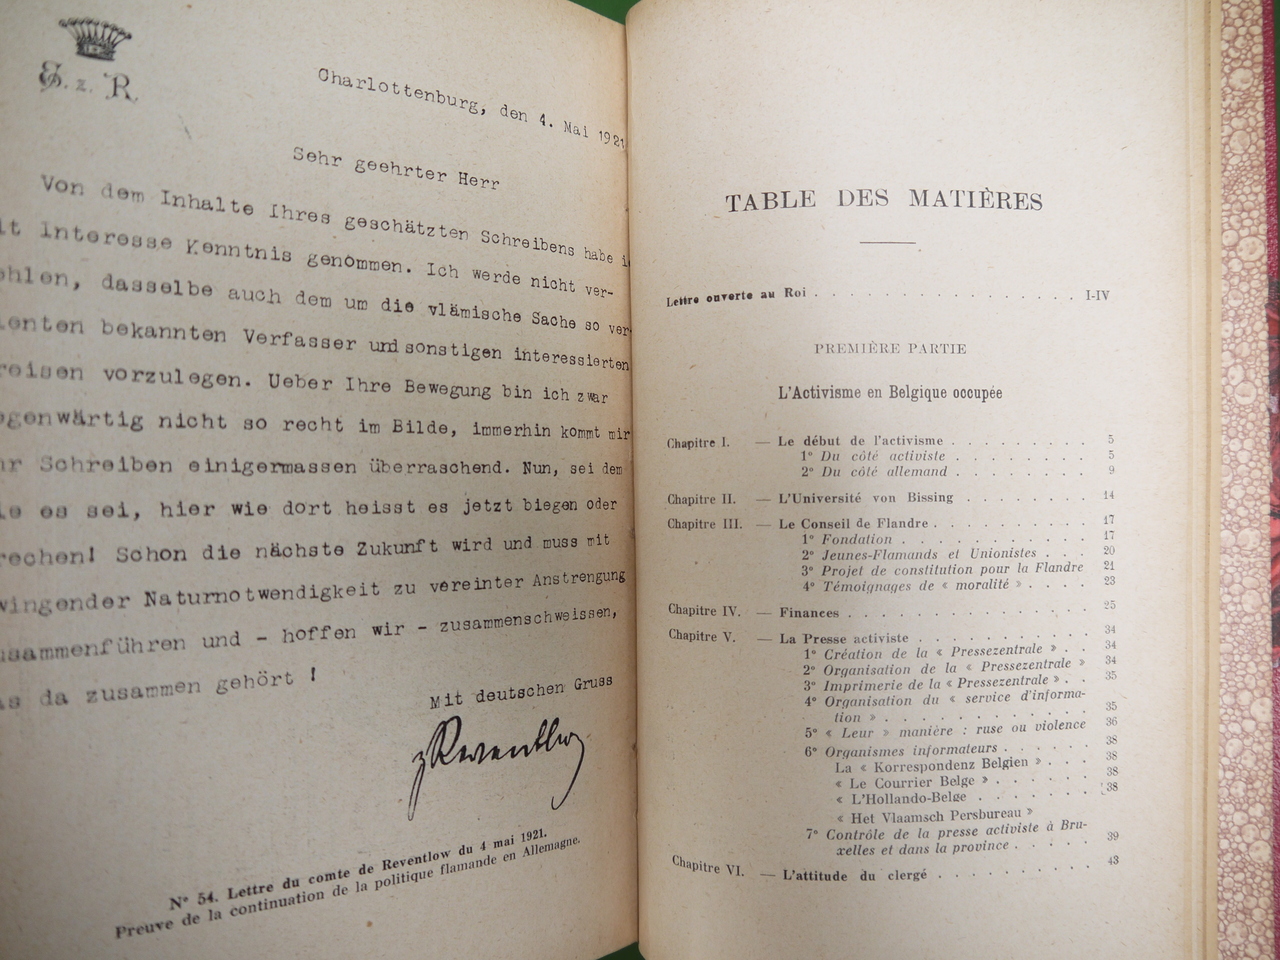 E. z. R.
Charlottenburg, den 4. Mai 1921
Sehr geehrter Herr
Von dem Inhalte Ihres geschätzten Schreibens habe i
it Interesse Kenntnis genommen. Ich werde nicht ver-
ehlen, dasselbe auch dem um die vlämische Sache so ver-
ienten bekannten Verfasser und sonstigen interessierten
reisen vorzulegen. Ueber Ihre Bewegung bin ich zwar
egenwärtig nicht so recht im Bilde, immerhin kommt mir
hr Schreiben einigermassen überraschend. Nun, sei dem
ie es sei, hier wie dort heisst es jetzt biegen oder
rechen! Schon die nächste Zukunft wird und muss mit
wingender Naturnotwendigkeit zu vereinter Anstrengung
usammenführen und - hoffen wir - zusammenschweissen,
as da zusammen gehört !
Mit deutschen Gruss
Reventlow
N° 54. Lettre du comte de Reventlow du 4 mai 1921.
Preuve de la continuation de la politique flamande en Allemagne.
TABLE DES MATIÈRES
Lettre ouverte au Roi . . . . . . . . . . . . . . . . I-IV
PREMIÈRE PARTIE
L'Activisme en Belgique occupée
Chapitre I. — Le début de l'activisme . . . . . . . . . 5
1° Du côté activiste . . . . . . . . 5
2° Du côté allemand . . . . . . . . 9
Chapitre II. — L'Université von Bissing . . . . . . . . 14
Chapitre III. — Le Conseil de Flandre . . . . . . . . . . 17
1° Fondation . . . . . . . . . . . 17
2° Jeunes-Flamands et Unionistes . . . 20
3° Projet de constitution pour la Flandre 21
4° Témoignages de « moralité » . . . . 23
Chapitre IV. — Finances . . . . . . . . . . . . . . 25
Chapitre V. — La Presse activiste . . . . . . . . . . . 34
1° Création de la « Pressezentrale » . . 34
2° Organisation de la « Pressezentrale » 34
3° Imprimerie de la « Pressezentrale » . . 35
4° Organisation du « service d'informa-
tion » . . . . . . . . . . . . 35
5° « Leur » manière : ruse ou violence 36
6° Organismes informateurs . . . . . . 38
La « Korrespondenz Belgien » . . . 38
« Le Courrier Belge » . . . . . . 38
« L'Hollando-Belge . . . . . . . 38
« Het Vlaamsch Persbureau »
7° Contrôle de la presse activiste à Bru-
xelles et dans la province . . . . . 39
Chapitre VI. — L'attitude du clergé . . . . . . . . . . . 43